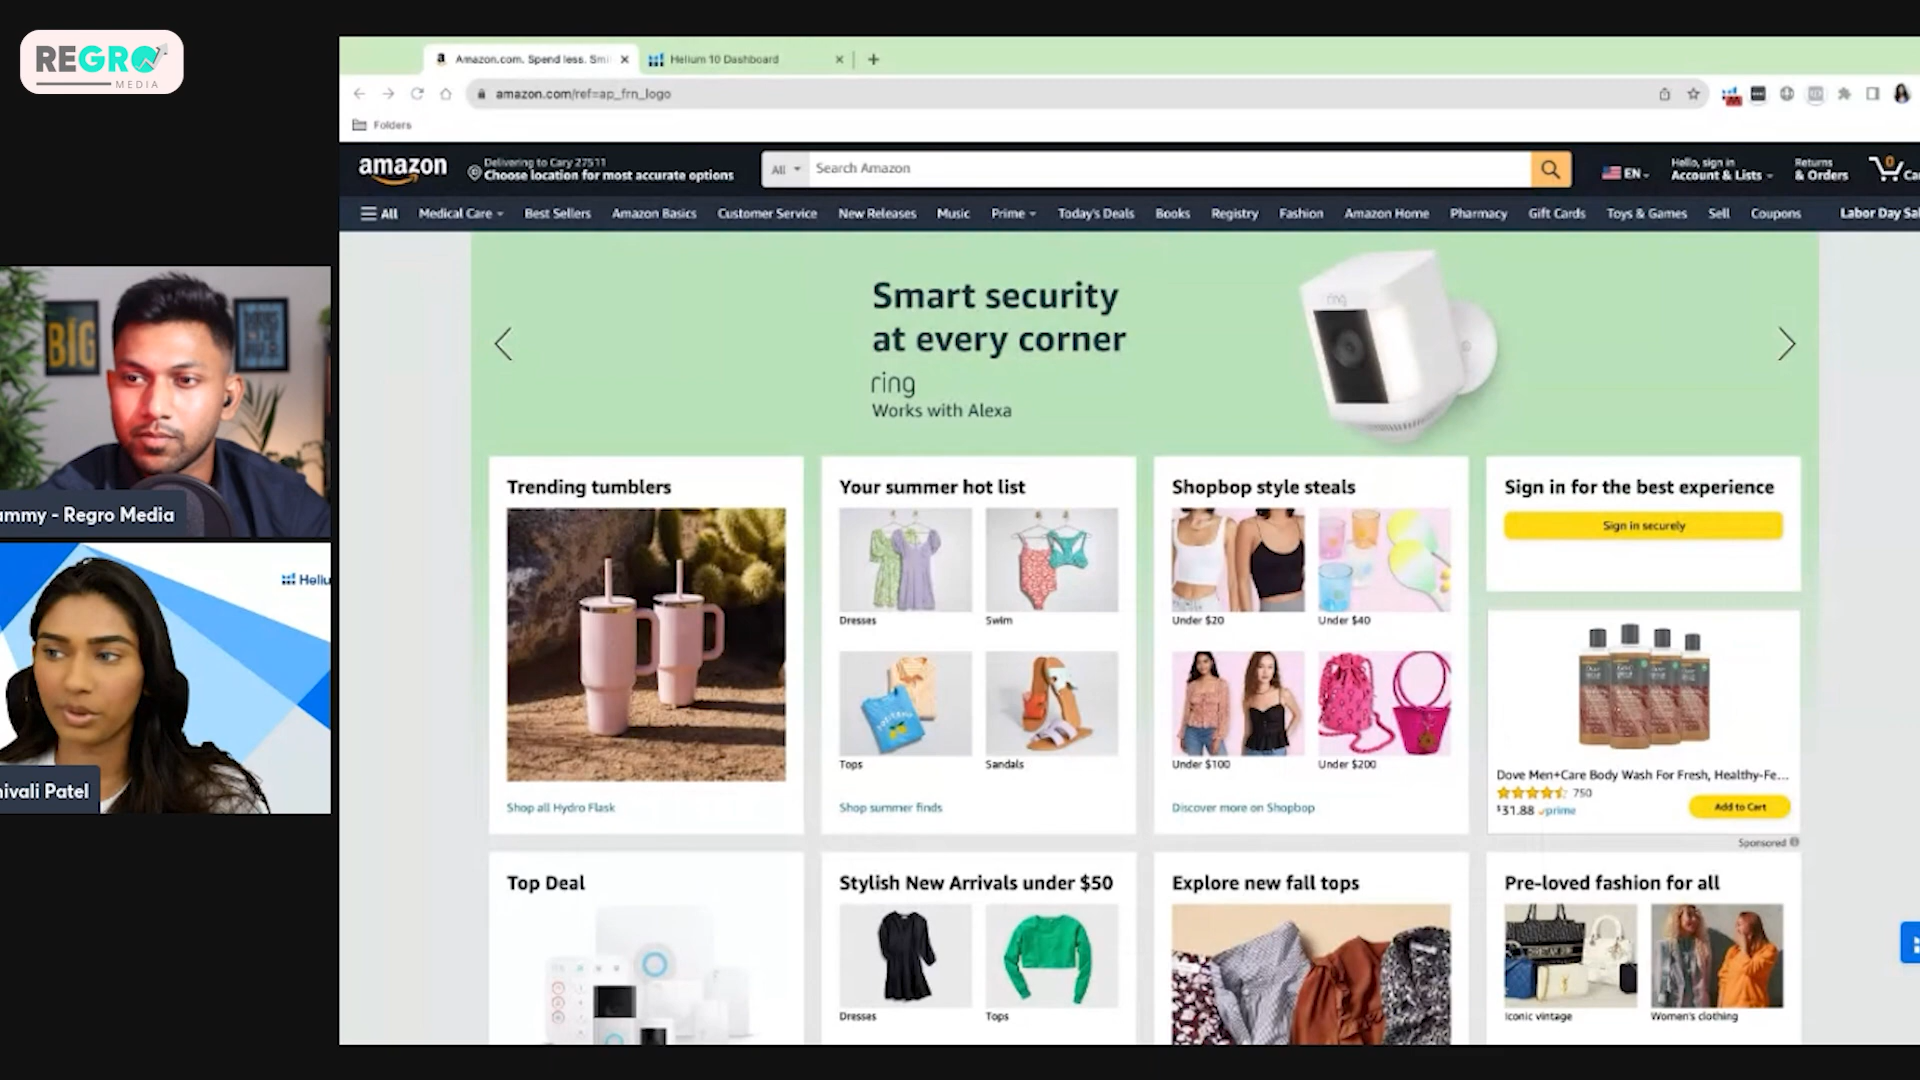 REGRO
MEDIA
Amazon.com. Spend less. Smil
Helium 10 Dashboard
amazon.com/ref=ap_frn_logo
Folders
amazon
Delivering to Cary 27511
Choose location for most accurate options
All
Search Amazon
EN
Hello, sign in
Account & Lists
Returns
& Orders
0
Ca
All
Medical Care
Best Sellers
Amazon Basics
Customer Service
New Releases
Music
Prime
Today's Deals
Books
Registry
Fashion
Amazon Home
Pharmacy
Gift Cards
Toys & Games
Sell
Coupons
Labor Day Sal
Smart security
at every corner
ring
Works with Alexa
ring
BIG
ammy - Regro Media
Heliu
hivali Patel
Trending tumblers
Shop all Hydro Flask
Your summer hot list
Dresses
Swim
Tops
Sandals
Shop summer finds
Shopbop style steals
Under $20
Under $40
Under $100
Under $200
Discover more on Shopbop
Sign in for the best experience
Sign in securely
Dove Men+Care Body Wash For Fresh, Healthy-Fe...
750
$31.88 prime
Add to Cart
Sponsored
Top Deal
Stylish New Arrivals under $50
Dresses
Tops
Explore new fall tops
Pre-loved fashion for all
Iconic vintage
Women's clothing